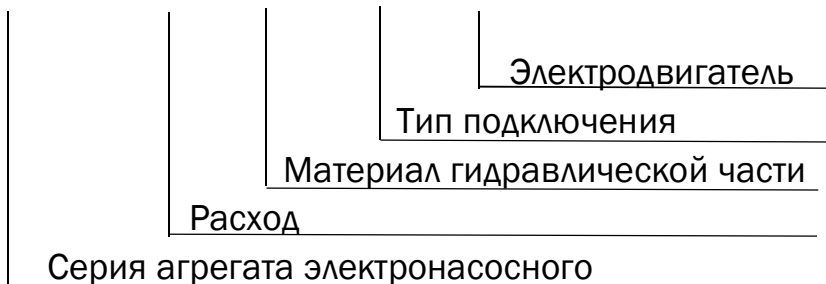 Электродвигатель
Тип подключения
Материал гидравлической части
Расход
Серия агрегата электронасосного